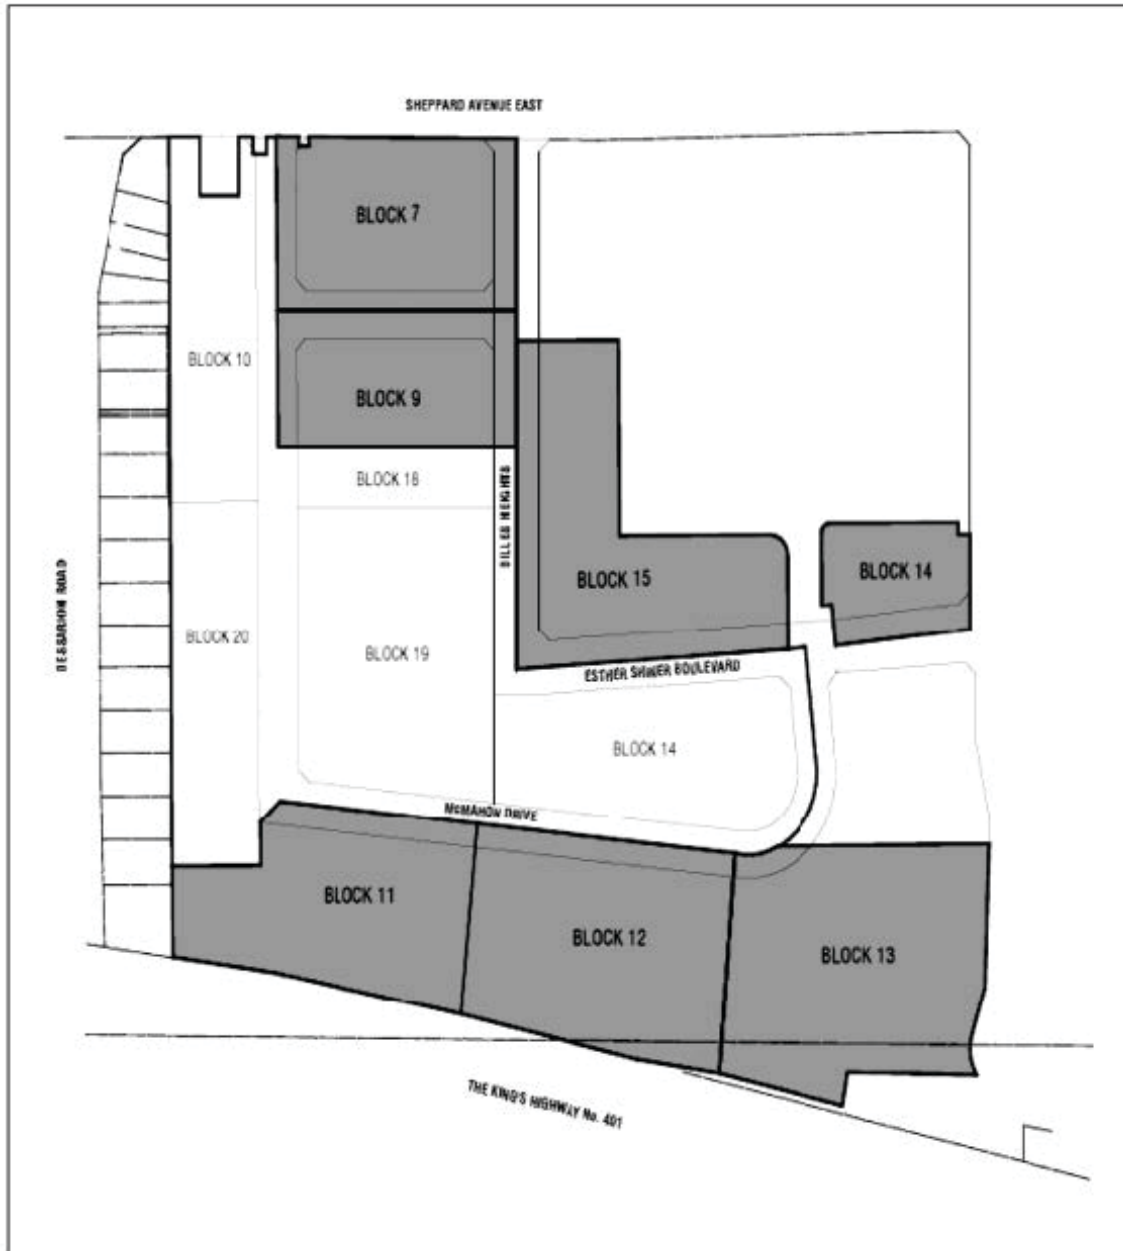 SHEPPARD AVENUE EAST
BLOCK 7
BLOCK 10
BLOCK 9
BLOCK 18
HEIGHTS
BLOCK 15
BLOCK 14
BESSARION ROAD
BLOCK 20
BLOCK 19
ESTHER SHINER BOULEVARD
BLOCK 14
McMAHON DRIVE
BLOCK 11
BLOCK 12
BLOCK 13
THE KING'S HIGHWAY No. 401